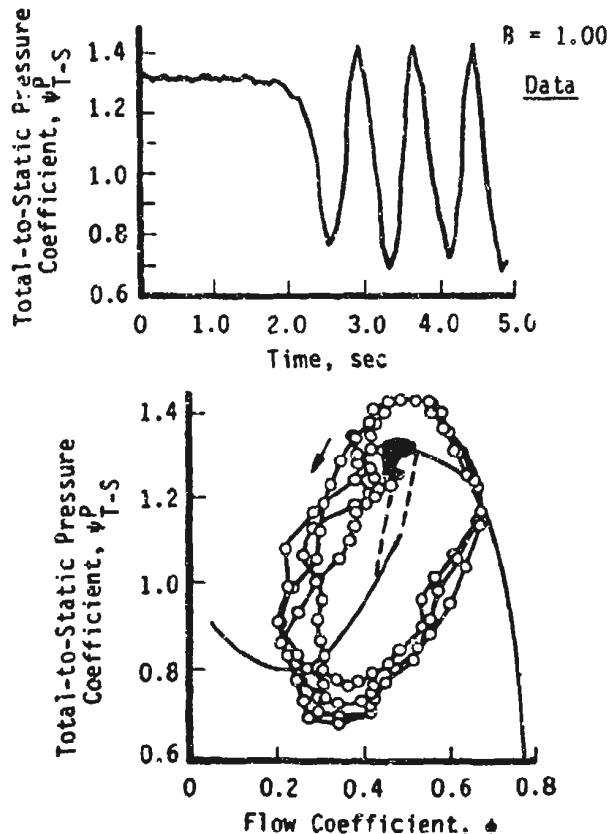 Total-to-Static Pressure
Coefficient, ψᴾT-S
1.4
1.2
1.0
0.8
0.6
B = 1.00
Data
0
1.0
2.0
3.0
4.0
5.0
Time, sec
Total-to-Static Pressure
Coefficient, ψᴾT-S
1.4
1.2
1.0
0.8
0.6
0
0.2
0.4
0.6
0.8
Flow Coefficient, ϕ